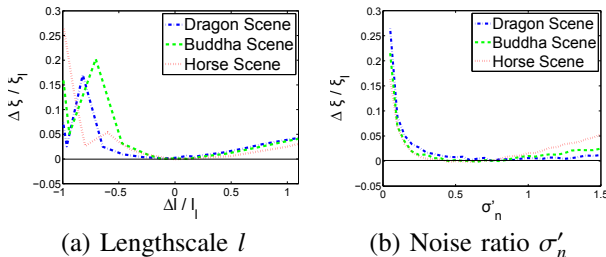 Dragon Scene
Buddha Scene
Horse Scene
Δ ξ / ξl
0.3
0.25
0.2
0.15
0.1
0.05
0
−0.05
−1 −0.5 0 0.5 1
Δl / ll
(a) Lengthscale l
Dragon Scene
Buddha Scene
Horse Scene
Δ ξ / ξl
0.3
0.25
0.2
0.15
0.1
0.05
0
−0.05
0 0.5 1 1.5
σ'n
(b) Noise ratio σ′n